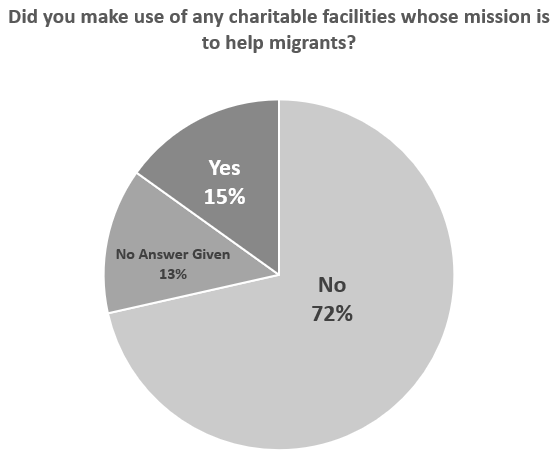 Did you make use of any charitable facilities whose mission is
to help migrants?
Yes
15%
No Answer Given
13%
No
72%